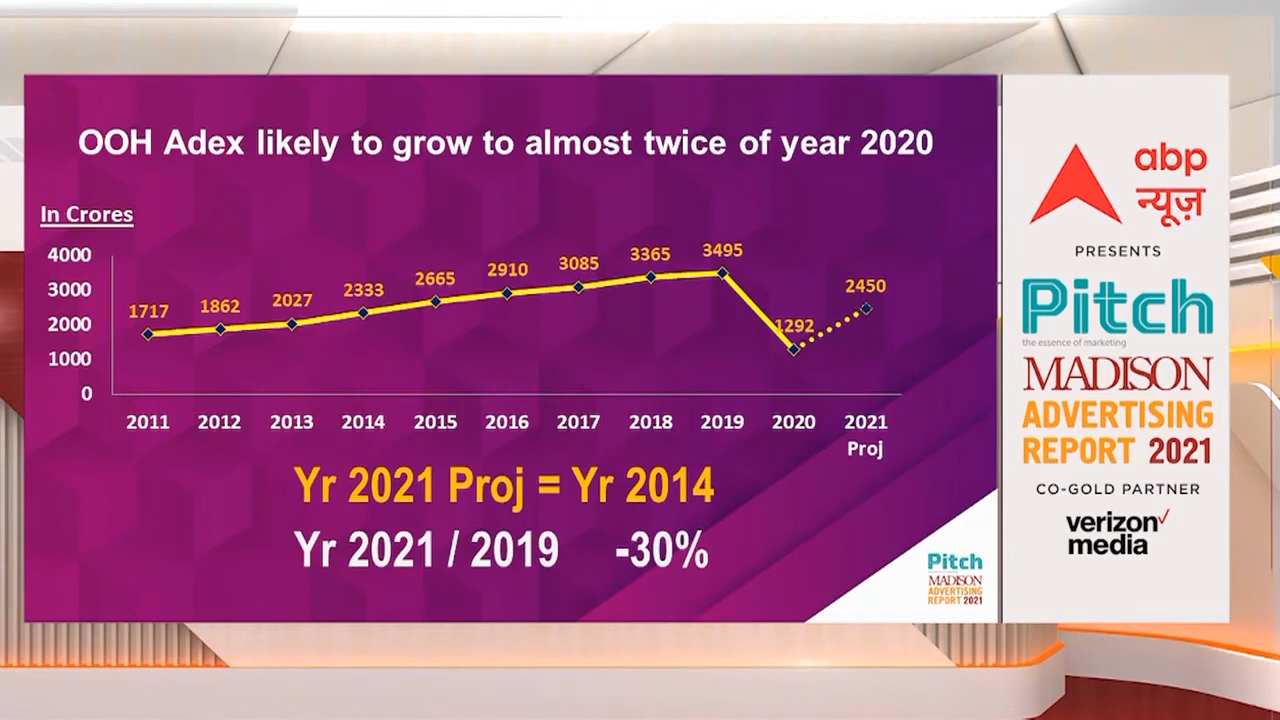 OOH Adex likely to grow to almost twice of year 2020
In Crores
4000
3000
2000
1000
0
1717
1862
2027
2333
2665
2910
3085
3365
3495
1292
2450
2011
2012
2013
2014
2015
2016
2017
2018
2019
2020
2021
Proj
Yr 2021 Proj = Yr 2014
Yr 2021 / 2019 -30%
Pitch
MADISON
ADVERTISING
REPORT 2021
abp
न्यूज़
PRESENTS
Pitch
the essence of marketing
MADISON
ADVERTISING
REPORT 2021
CO-GOLD PARTNER
verizon
media